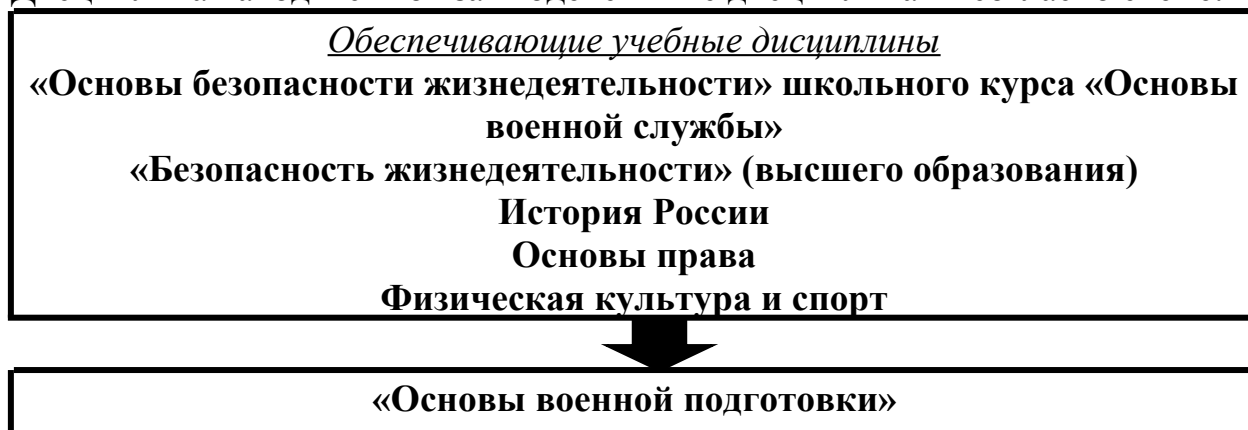 Обеспечивающие учебные дисциплины
«Основы безопасности жизнедеятельности» школьного курса «Основы
военной службы»
«Безопасность жизнедеятельности» (высшего образования)
История России
Основы права
Физическая культура и спорт
«Основы военной подготовки»